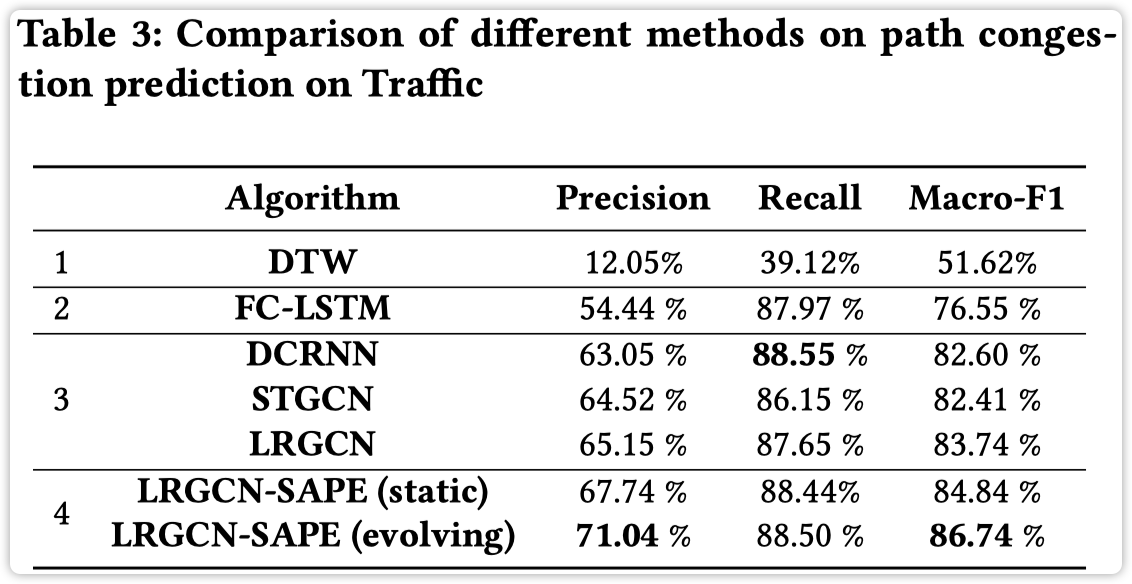 Table 3: Comparison of different methods on path conges-
tion prediction on Traffic
Algorithm Precision Recall Macro-F1
1 DTW 12.05% 39.12% 51.62%
2 FC-LSTM 54.44 % 87.97 % 76.55 %
DCRNN 63.05 % 88.55 % 82.60 %
3 STGCN 64.52 % 86.15 % 82.41 %
LRGCN 65.15 % 87.65 % 83.74 %
4 LRGCN-SAPE (static) 67.74 % 88.44% 84.84 %
LRGCN-SAPE (evolving) 71.04 % 88.50 % 86.74 %